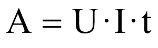 A = U·I·t